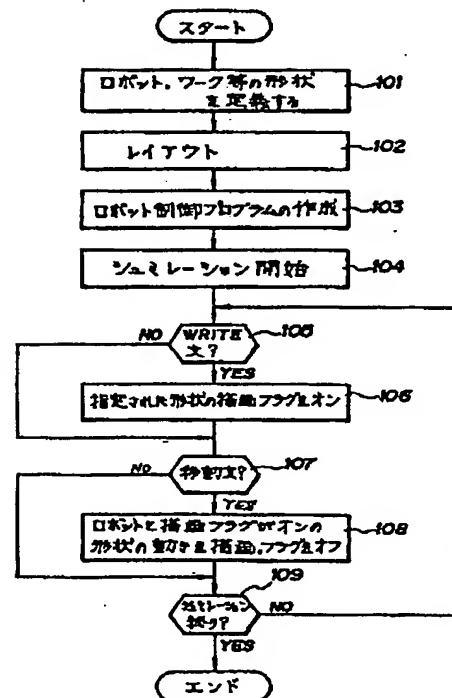 スタート
ロボット、ワーク等の形状
を定義する
101
レイアウト
102
ロボット制御プログラムの作成
103
シュミレーション開始
104
WRITE
文?
105
NO
YES
指定された形状の描画フラグをオン
106
移動文?
107
NO
YES
ロボットと描画フラグがオンの
形状の動きを描画、フラグをオフ
108
シュミレーション
終り?
109
NO
YES
エンド